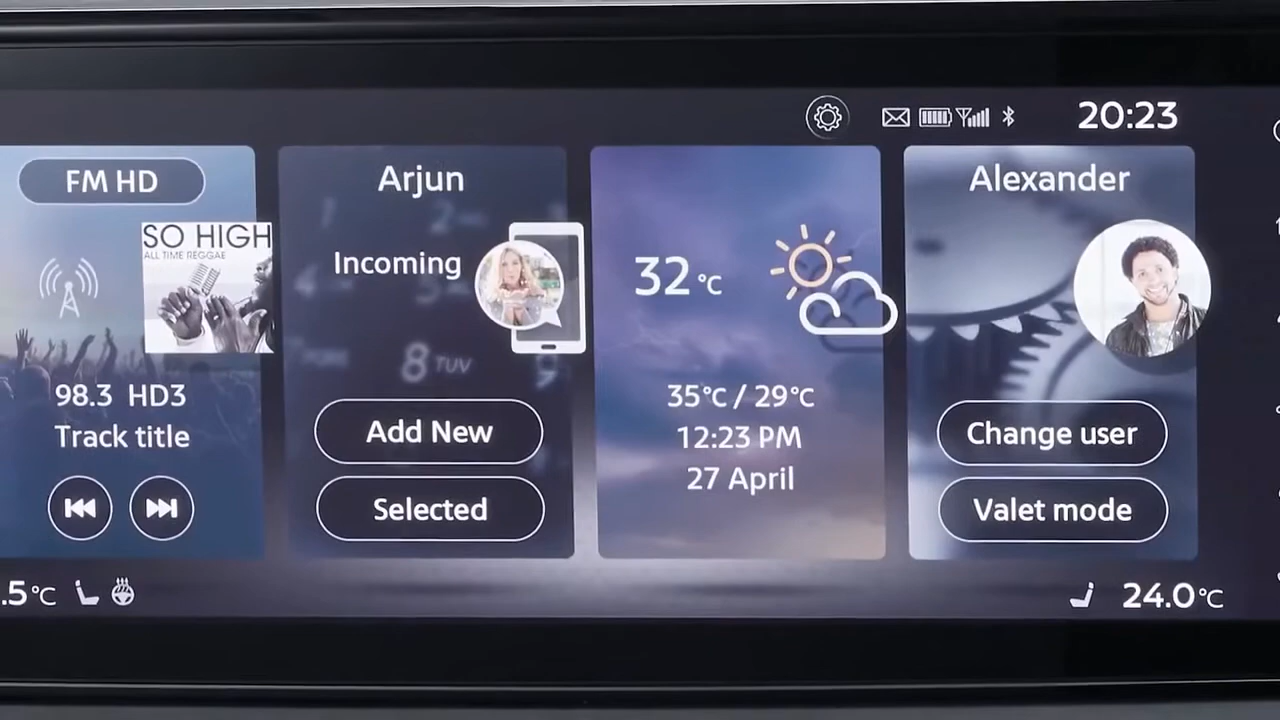 20:23
FM HD
SO HIGH
ALL TIME REGGAE
98.3 HD3
Track title
Arjun
Incoming
8 TUV
9
Add New
Selected
32°C
35°C / 29°C
12:23 PM
27 April
Alexander
Change user
Valet mode
.5°C
24.0°C